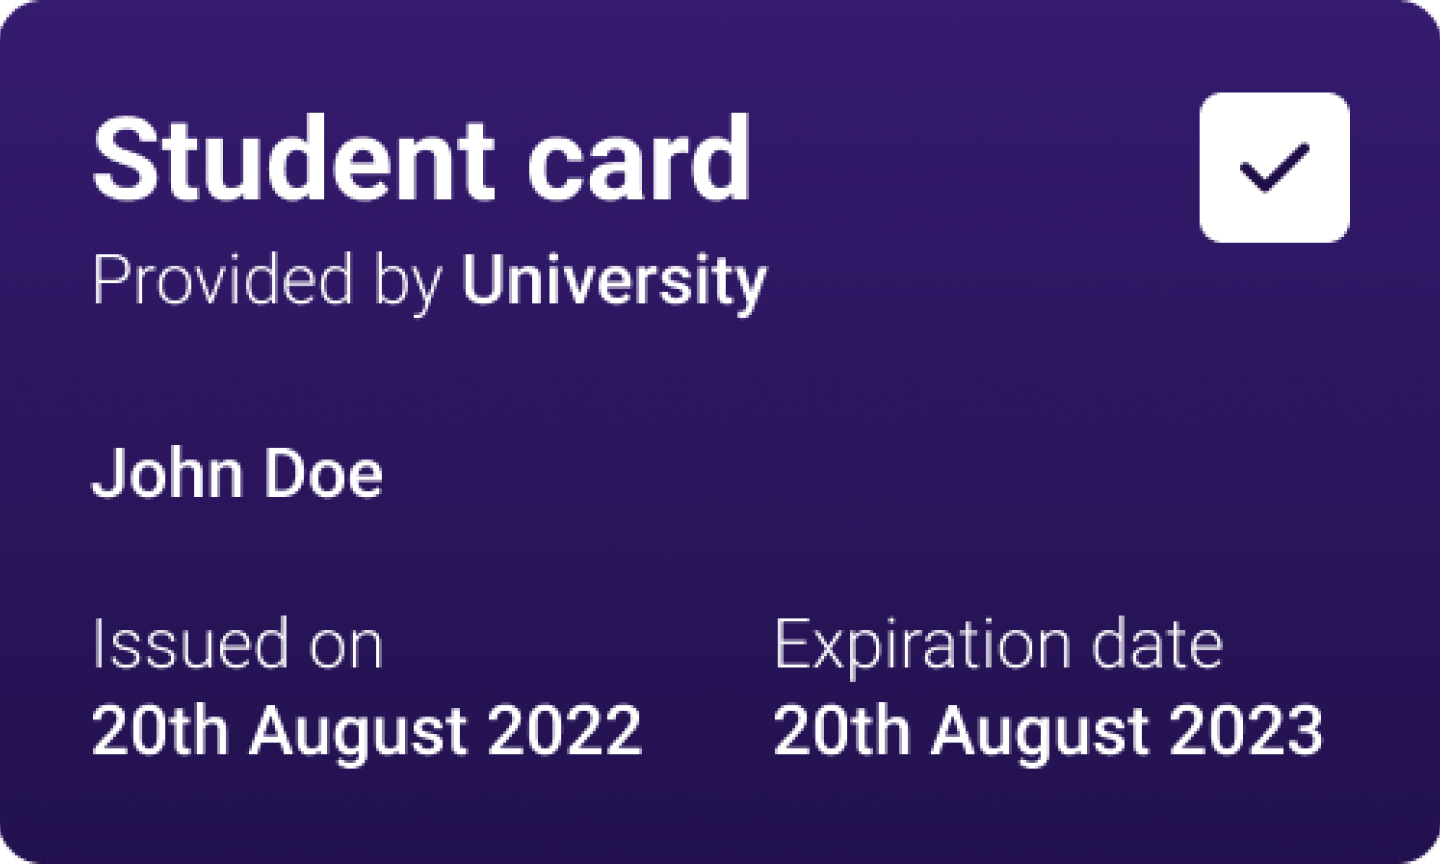 Student card
Provided by University
John Doe
Issued on
20th August 2022
Expiration date
20th August 2023